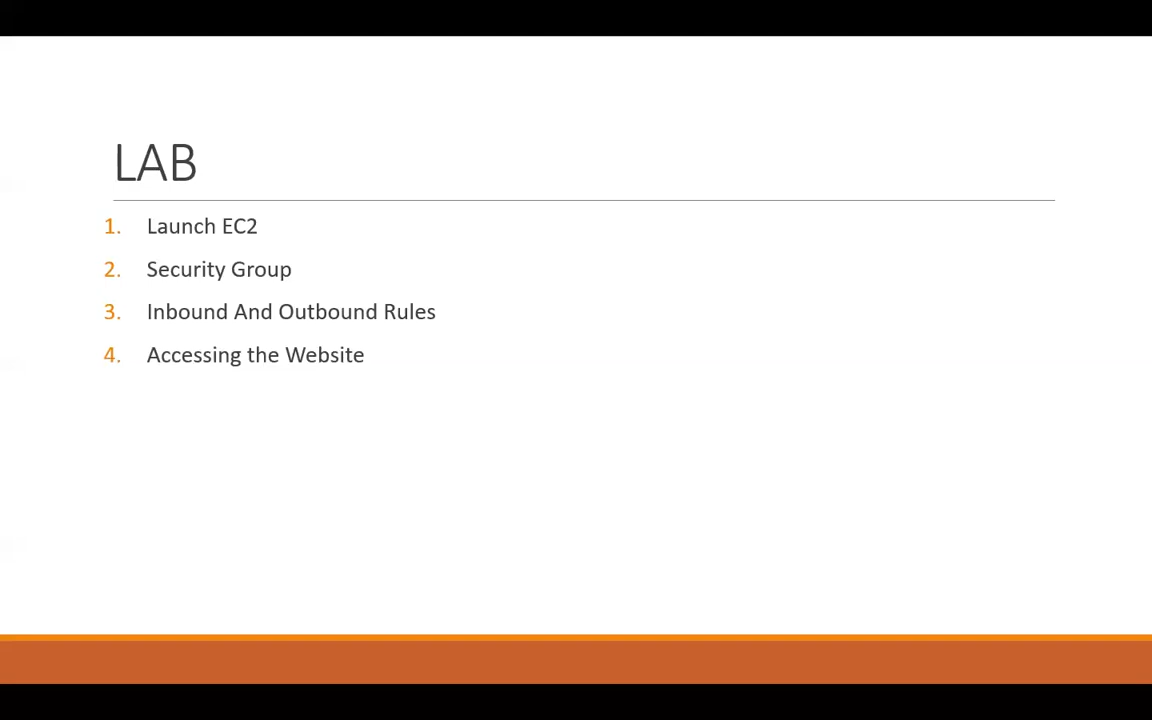 LAB
1. Launch EC2
2. Security Group
3. Inbound And Outbound Rules
4. Accessing the Website